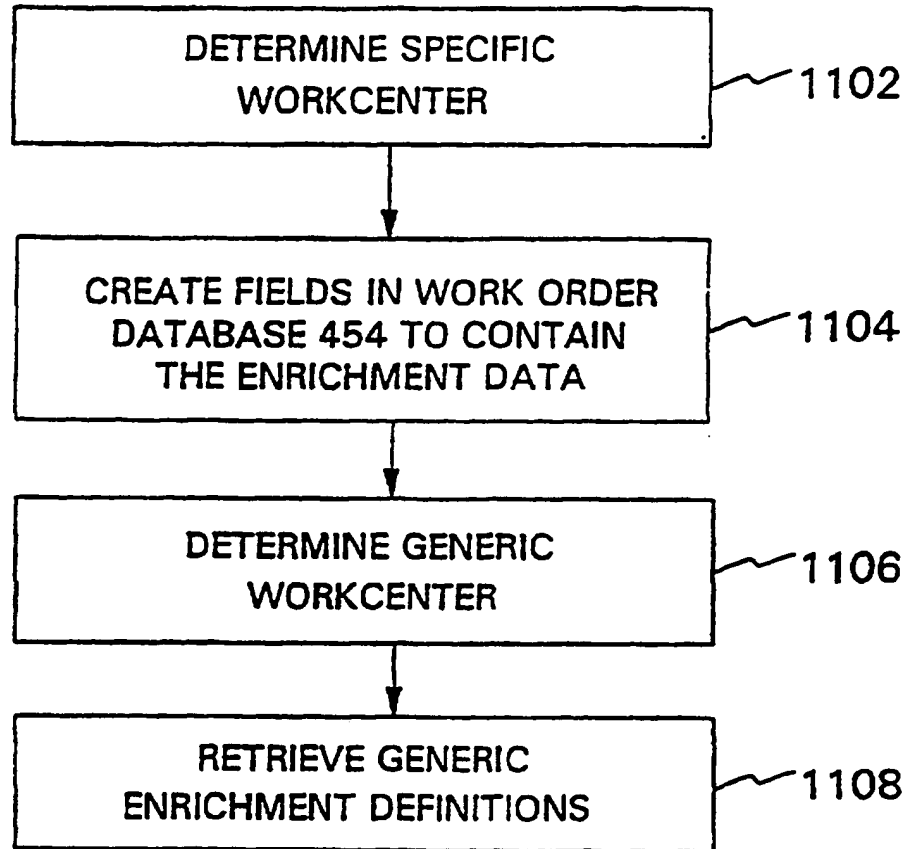 DETERMINE SPECIFIC
WORKCENTER
1102
CREATE FIELDS IN WORK ORDER
DATABASE 454 TO CONTAIN
THE ENRICHMENT DATA
1104
DETERMINE GENERIC
WORKCENTER
1106
RETRIEVE GENERIC
ENRICHMENT DEFINITIONS
1108